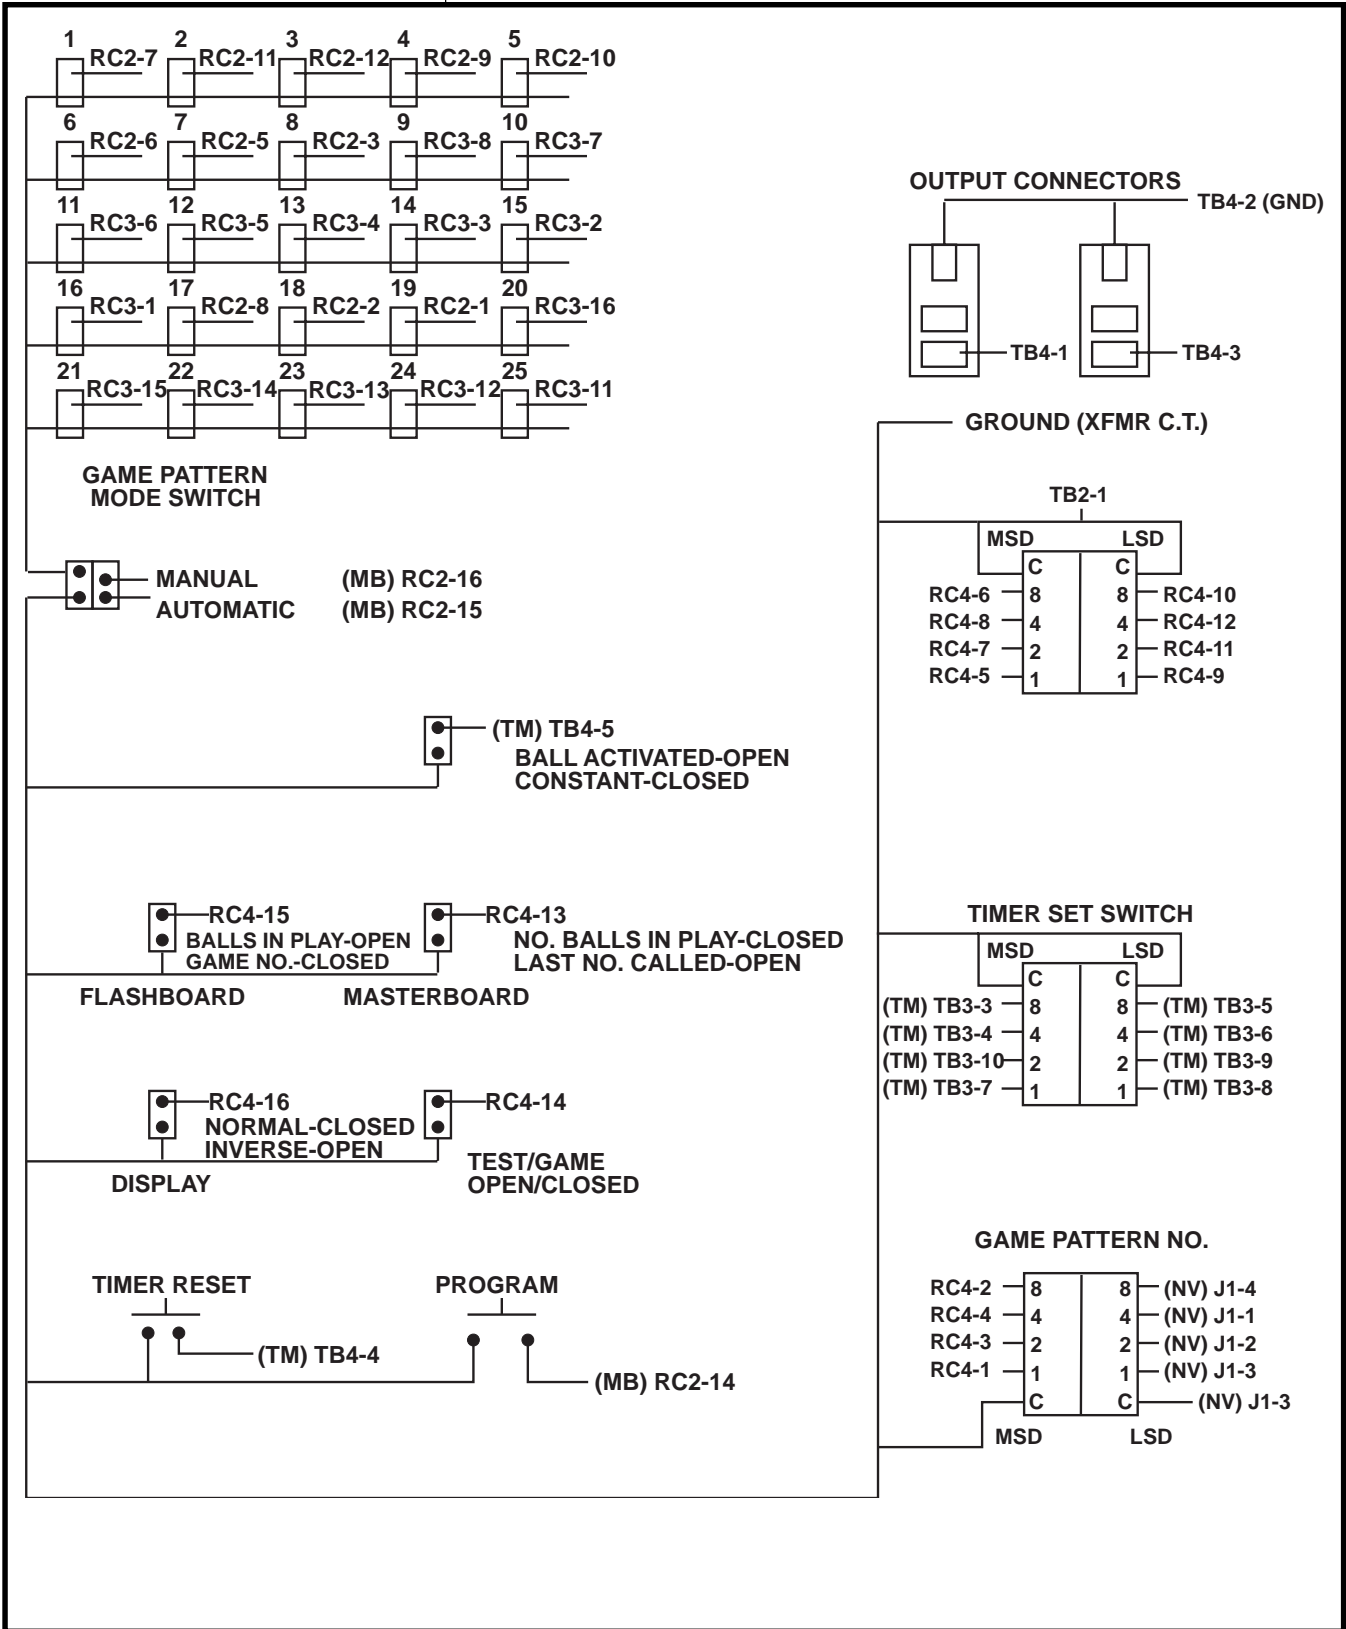 1 2 3 4 5
RC2-7 RC2-11 RC2-12 RC2-9 RC2-10
6 7 8 9 10
RC2-6 RC2-5 RC2-3 RC3-8 RC3-7
11 12 13 14 15
RC3-6 RC3-5 RC3-4 RC3-3 RC3-2
16 17 18 19 20
RC3-1 RC2-8 RC2-2 RC2-1 RC3-16
21 22 23 24 25
RC3-15 RC3-14 RC3-13 RC3-12 RC3-11
GAME PATTERN
MODE SWITCH
MANUAL (MB) RC2-16
AUTOMATIC (MB) RC2-15
(TM) TB4-5
BALL ACTIVATED-OPEN
CONSTANT-CLOSED
RC4-15
BALLS IN PLAY-OPEN
GAME NO.-CLOSED
FLASHBOARD
RC4-13
NO. BALLS IN PLAY-CLOSED
LAST NO. CALLED-OPEN
MASTERBOARD
RC4-16
NORMAL-CLOSED
INVERSE-OPEN
DISPLAY
RC4-14
TEST/GAME
OPEN/CLOSED
TIMER RESET
(TM) TB4-4
PROGRAM
(MB) RC2-14
OUTPUT CONNECTORS
TB4-2 (GND)
TB4-1 TB4-3
GROUND (XFMR C.T.)
TB2-1
MSD LSD
C C
RC4-6 8 8 RC4-10
RC4-8 4 4 RC4-12
RC4-7 2 2 RC4-11
RC4-5 1 1 RC4-9
TIMER SET SWITCH
MSD LSD
C C
(TM) TB3-3 8 8 (TM) TB3-5
(TM) TB3-4 4 4 (TM) TB3-6
(TM) TB3-10 2 2 (TM) TB3-9
(TM) TB3-7 1 1 (TM) TB3-8
GAME PATTERN NO.
RC4-2 8 8 (NV) J1-4
RC4-4 4 4 (NV) J1-1
RC4-3 2 2 (NV) J1-2
RC4-1 1 1 (NV) J1-3
C C (NV) J1-3
MSD LSD